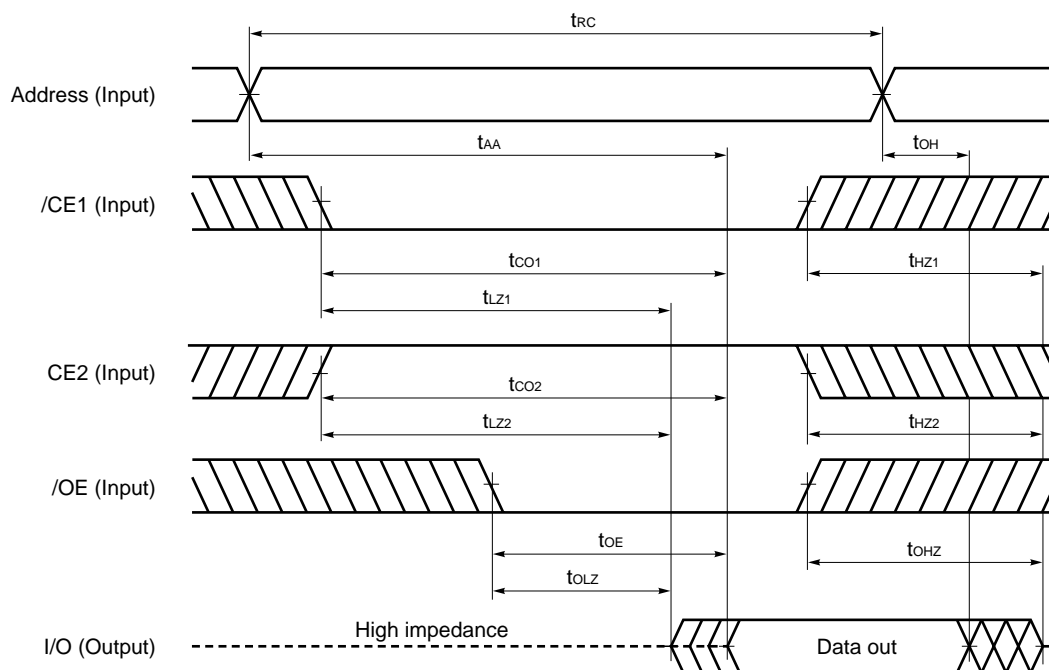 tRC
Address (Input)
tAA
tOH
/CE1 (Input)
tCO1
tHZ1
tLZ1
CE2 (Input)
tCO2
tLZ2
tHZ2
/OE (Input)
tOE
tOHZ
tOLZ
High impedance
I/O (Output)
Data out